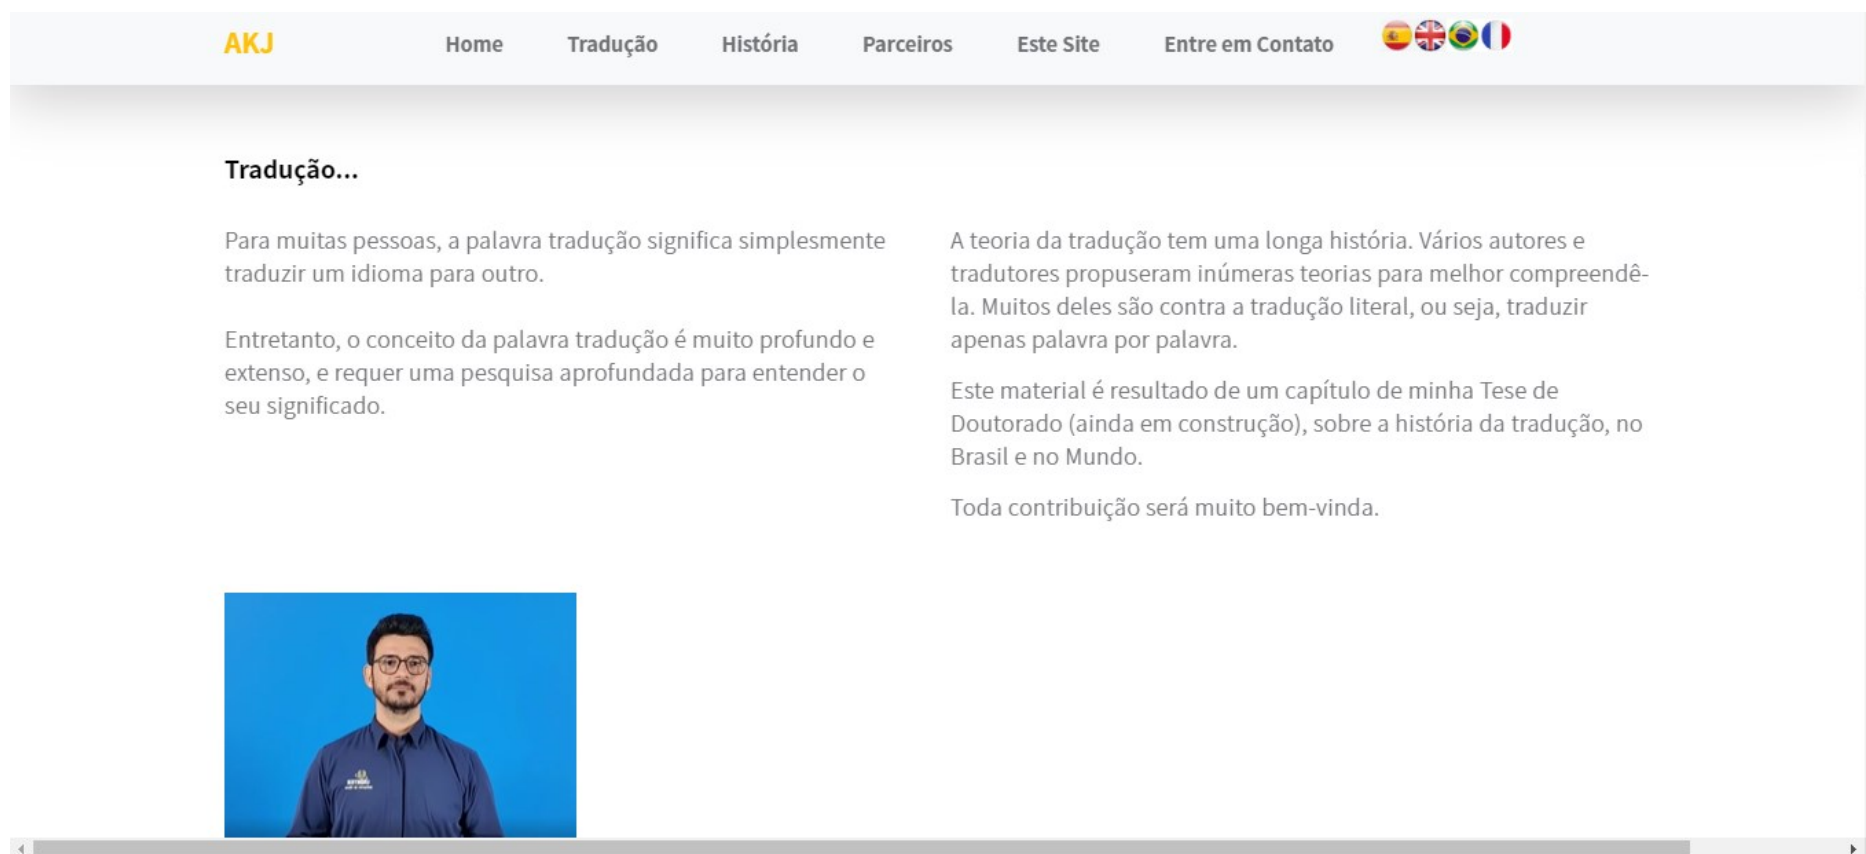 AKJ
Home
Tradução
História
Parceiros
Este Site
Entre em Contato
Tradução...
Para muitas pessoas, a palavra tradução significa simplesmente
traduzir um idioma para outro.
Entretanto, o conceito da palavra tradução é muito profundo e
extenso, e requer uma pesquisa aprofundada para entender o
seu significado.
A teoria da tradução tem uma longa história. Vários autores e
tradutores propuseram inúmeras teorias para melhor compreendê-
la. Muitos deles são contra a tradução literal, ou seja, traduzir
apenas palavra por palavra.
Este material é resultado de um capítulo de minha Tese de
Doutorado (ainda em construção), sobre a história da tradução, no
Brasil e no Mundo.
Toda contribuição será muito bem-vinda.